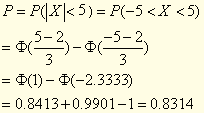 P = P(|X| < 5) = P(−5 < X < 5)
= Φ((5−2)/3) − Φ((−5−2)/3)
= Φ(1) − Φ(−2.3333)
= 0.8413 + 0.9901 − 1 = 0.8314